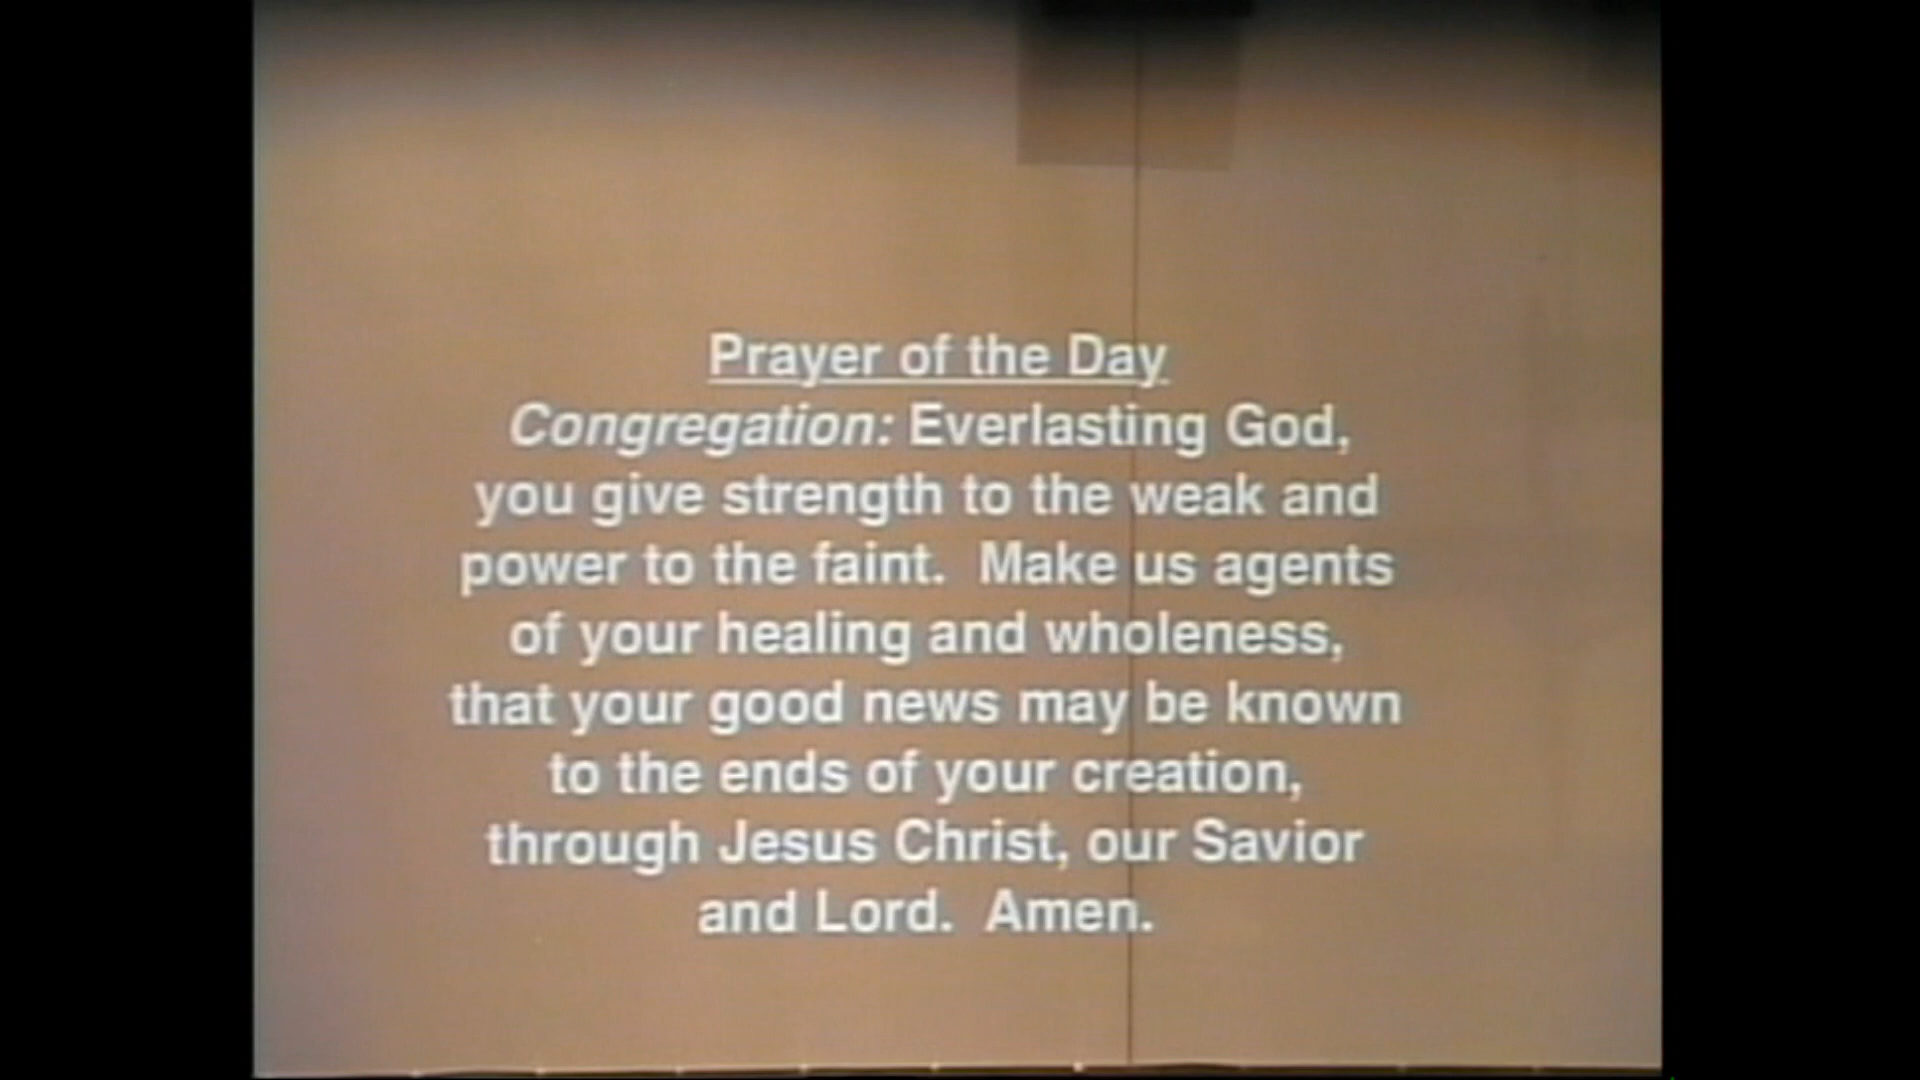 Prayer of the Day
Congregation: Everlasting God,
you give strength to the weak and
power to the faint.  Make us agents
of your healing and wholeness,
that your good news may be known
to the ends of your creation,
through Jesus Christ, our Savior
and Lord.  Amen.